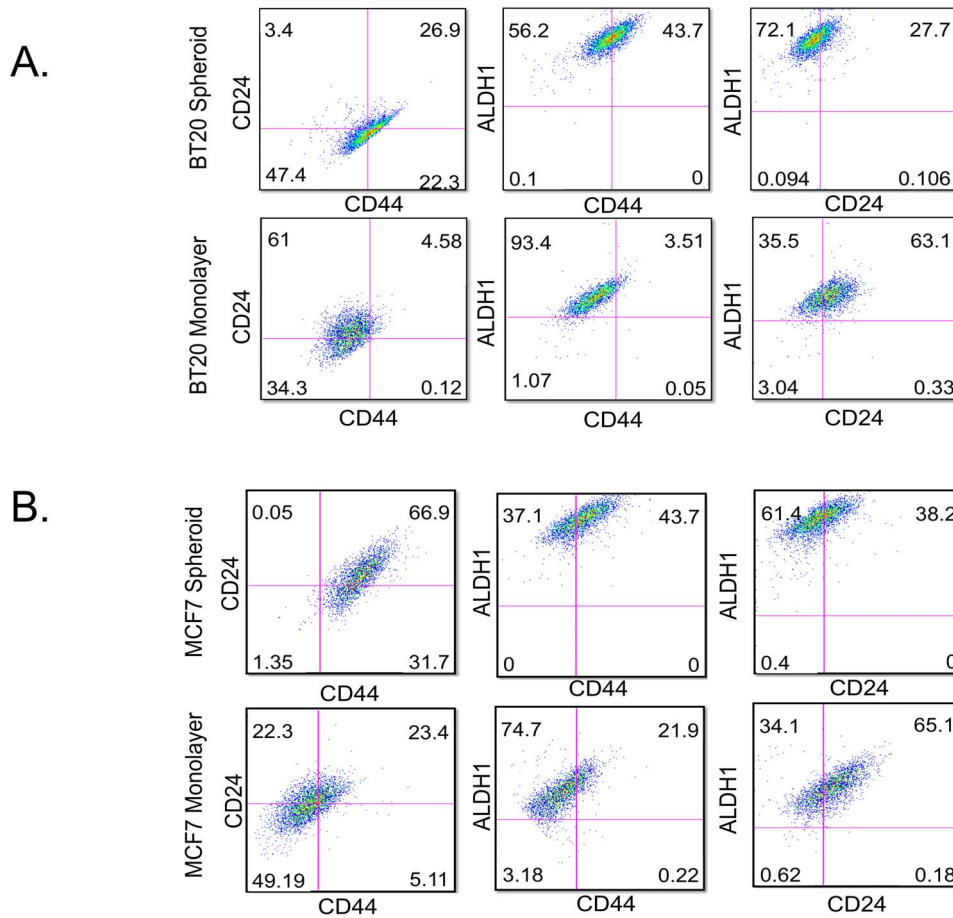 A.
BT20 Spheroid
CD24
3.4 26.9
47.4 22.3
CD44
ALDH1
56.2 43.7
0.1 0
CD44
ALDH1
72.1 27.7
0.094 0.106
CD24
BT20 Monolayer
CD24
61 4.58
34.3 0.12
CD44
ALDH1
93.4 3.51
1.07 0.05
CD44
ALDH1
35.5 63.1
3.04 0.33
CD24
B.
MCF7 Spheroid
CD24
0.05 66.9
1.35 31.7
CD44
ALDH1
37.1 43.7
0 0
CD44
ALDH1
61.4 38.2
0.4 0
CD24
MCF7 Monolayer
CD24
22.3 23.4
49.19 5.11
CD44
ALDH1
74.7 21.9
3.18 0.22
CD44
ALDH1
34.1 65.1
0.62 0.18
CD24